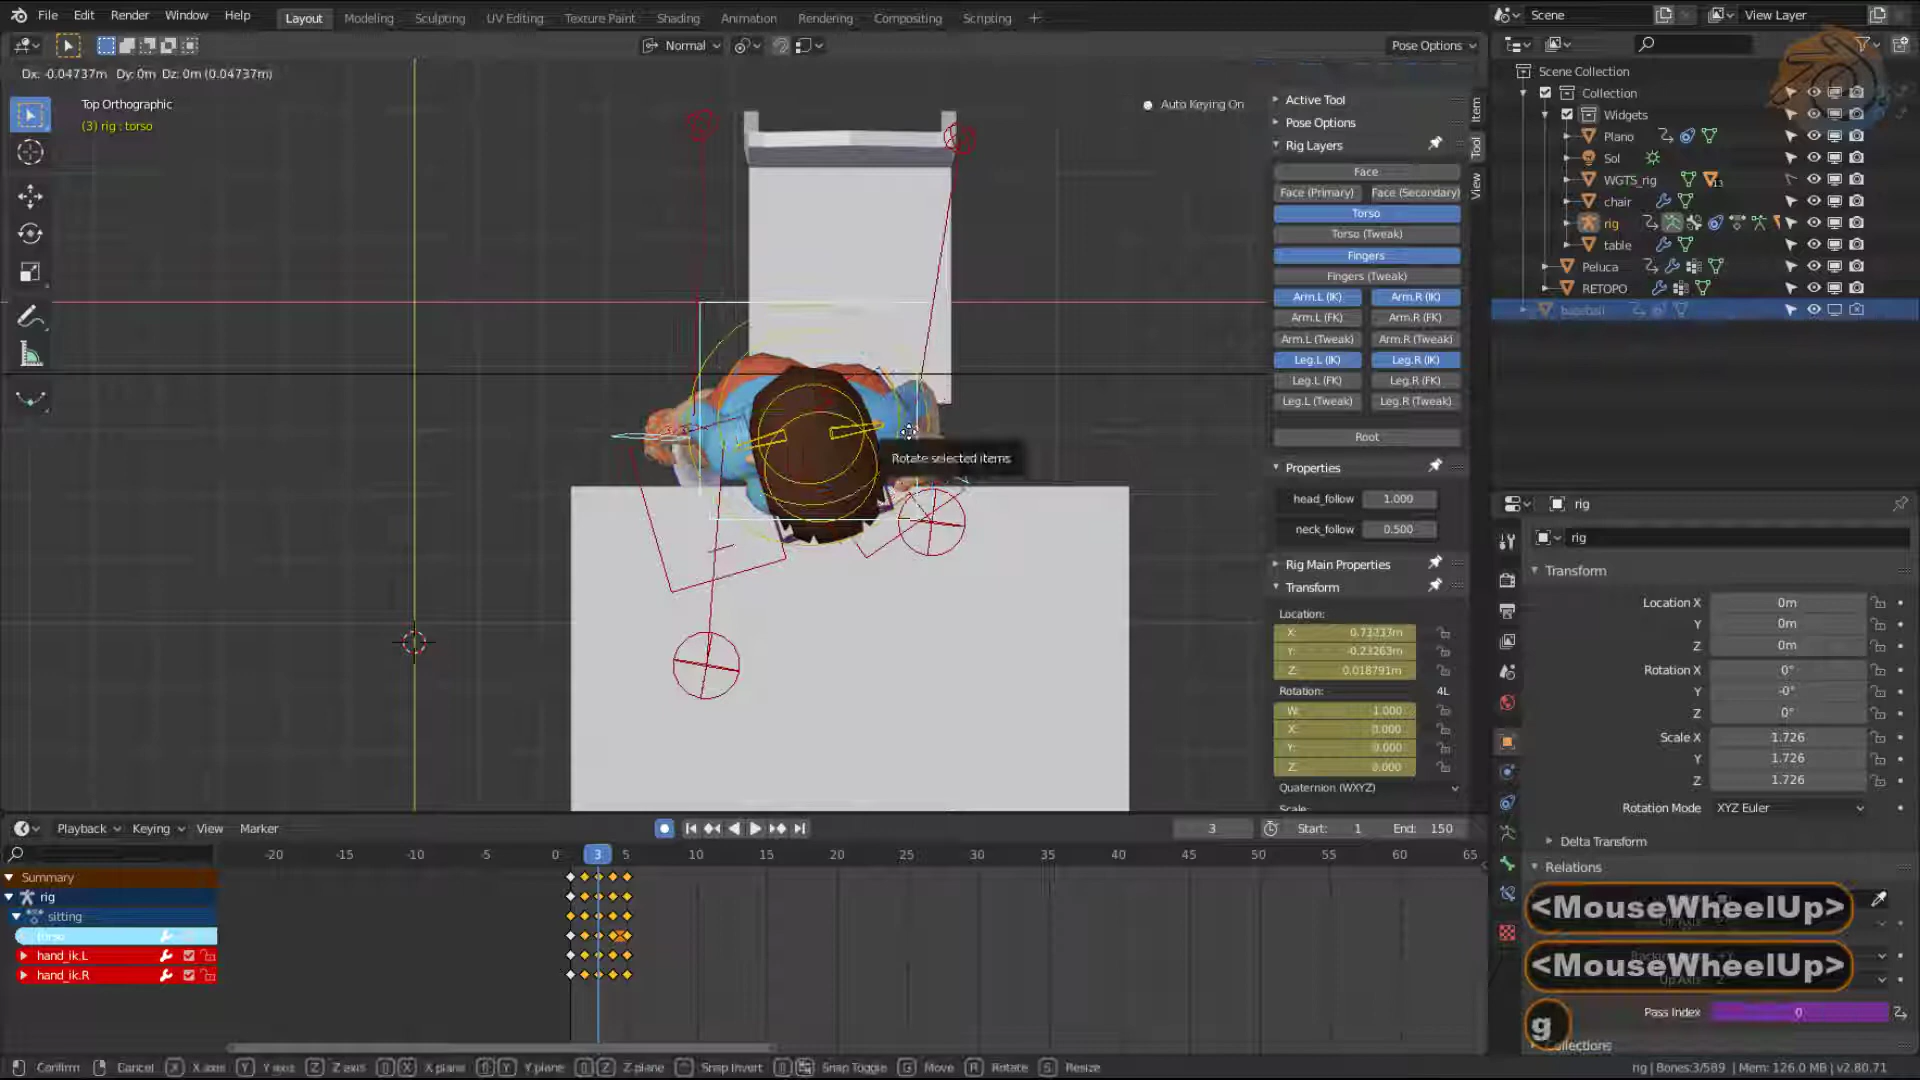 File Edit Render Window Help
Layout Modeling Sculpting UV Editing Texture Paint Shading Animation Rendering Compositing Scripting +
Scene View Layer
Normal Pose Options
Dx: -0.04737m Dy: 0m Dz: 0m (0.04737m)
Top Orthographic
(3) rig : torso
Auto Keying On
Active Tool
Pose Options
Rig Layers
Face
Face (Primary) Face (Secondary)
Torso
Torso (Tweak)
Fingers
Fingers (Tweak)
Arm.L (IK) Arm.R (IK)
Arm.L (FK) Arm.R (FK)
Arm.L (Tweak) Arm.R (Tweak)
Leg.L (IK) Leg.R (IK)
Leg.L (FK) Leg.R (FK)
Leg.L (Tweak) Leg.R (Tweak)
Root
Properties
head_follow 1.000
neck_follow 0.500
Rig Main Properties
Transform
Location:
X: 0.73233m
Y: -0.23263m
Z: 0.018791m
Rotation: 4L
W: 1.000
X: 0.000
Y: 0.000
Z: 0.000
Quaternion (WXYZ)
Scale:
Item
Tool
View
Rotate selected items
Scene Collection
Collection
Widgets
Plano
Sol
WGTS_rig
13
chair
rig
table
Peluca
RETOPO
baseball
rig
rig
Transform
Location X 0m
Y 0m
Z 0m
Rotation X 0°
Y -0°
Z 0°
Scale X 1.726
Y 1.726
Z 1.726
Rotation Mode XYZ Euler
Delta Transform
Relations
<MouseWheelUp>
<MouseWheelUp>
Up Axis
g
Pass Index 0
Collections
Playback Keying View Marker
3 Start: 1 End: 150
-20 -15 -10 -5 0 3 5 10 15 20 25 30 35 40 45 50 55 60 65
Summary
rig
sitting
torso
hand_ik.L
hand_ik.R
Confirm Cancel X X axis Y Y axis Z Z axis X X plane Y Y plane Z Z plane Snap Invert Snap Toggle G Move R Rotate S Resize
rig | Bones:3/589 | Mem: 126.0 MB | v2.80.71